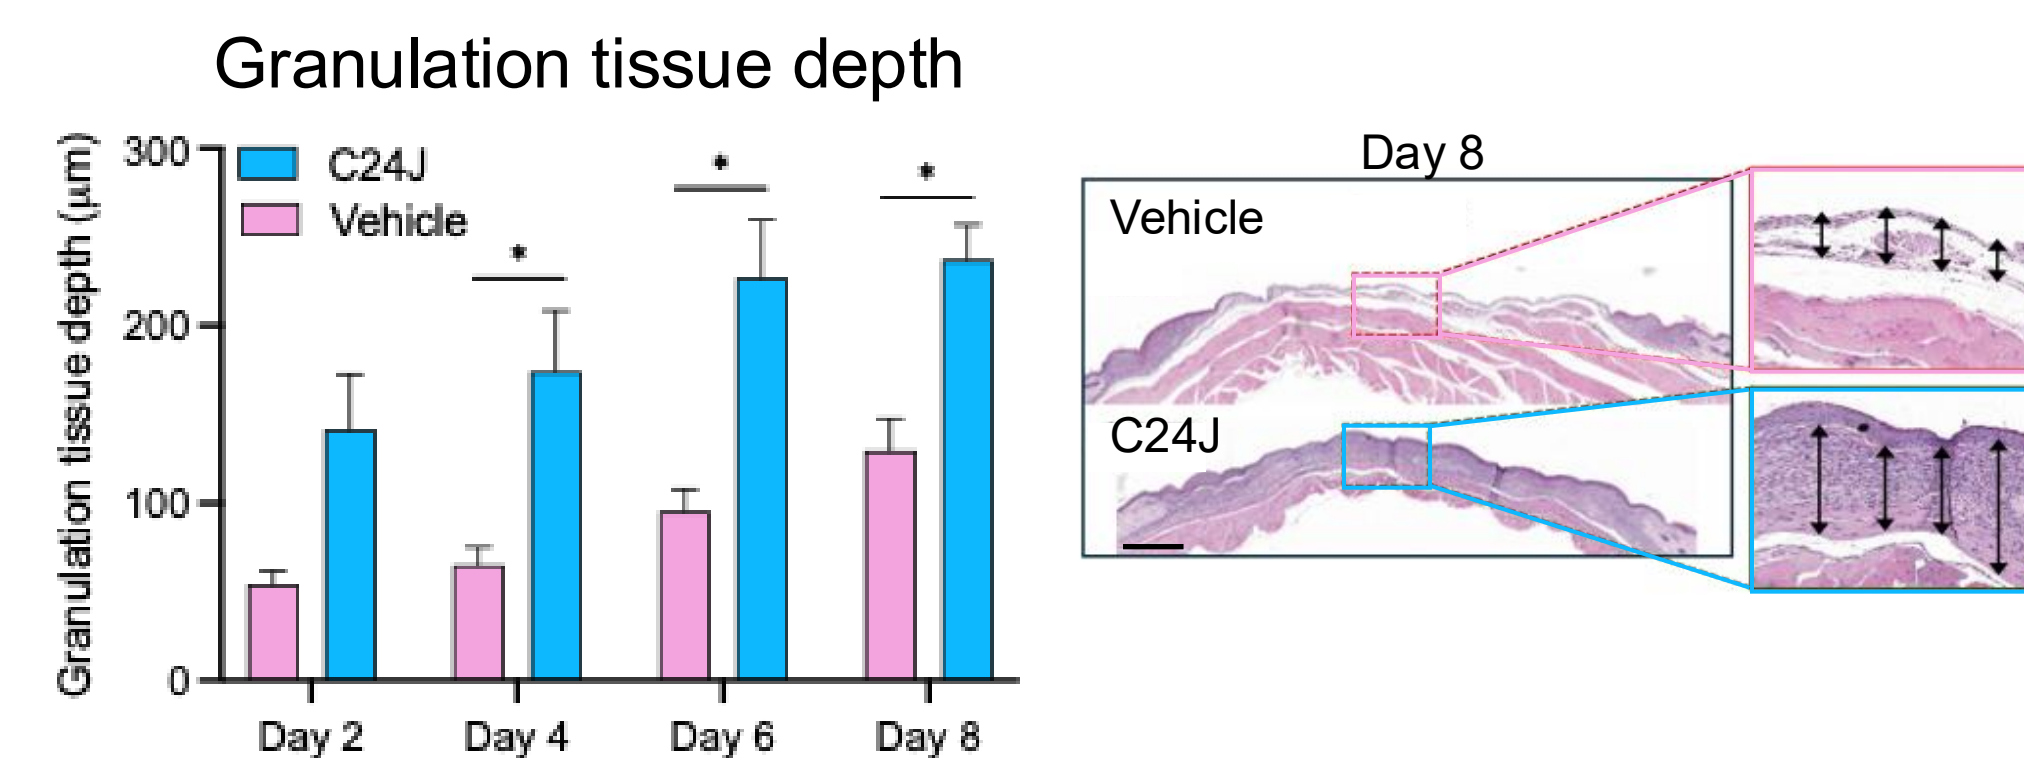 Granulation tissue depth
Granulation tissue depth (μm)
300
200
100
0
C24J
Vehicle
*
*
*
Day 2
Day 4
Day 6
Day 8
Day 8
Vehicle
C24J